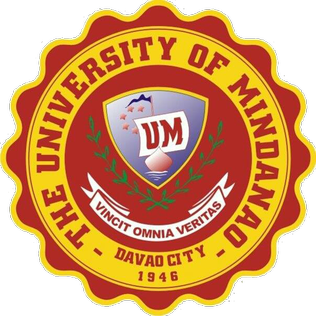 - THE UNIVERSITY OF MINDANAO -
UM
VINCIT OMNIA VERITAS
DAVAO CITY
1946